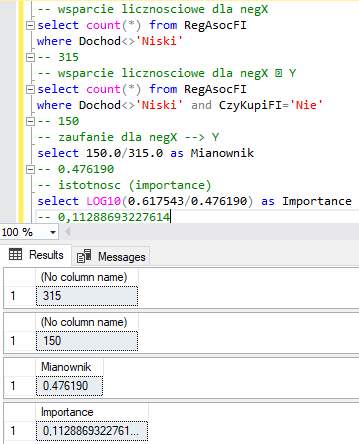 -- wsparcie licznosciowe dla negX
select count(*) from RegAsocFI
where Dochod<>'Niski'
-- 315
-- wsparcie licznosciowe dla negX  Y
select count(*) from RegAsocFI
where Dochod<>'Niski' and CzyKupiFI='Nie'
-- 150
-- zaufanie dla negX --> Y
select 150.0/315.0 as Mianownik
-- 0.476190
-- istotnosc (importance)
select LOG10(0.617543/0.476190) as Importance
-- 0,11286932276​14
100 %
Results Messages
(No column name)
1 315
(No column name)
1 150
Mianownik
1 0.476190
Importance
1 0,1128869322761...